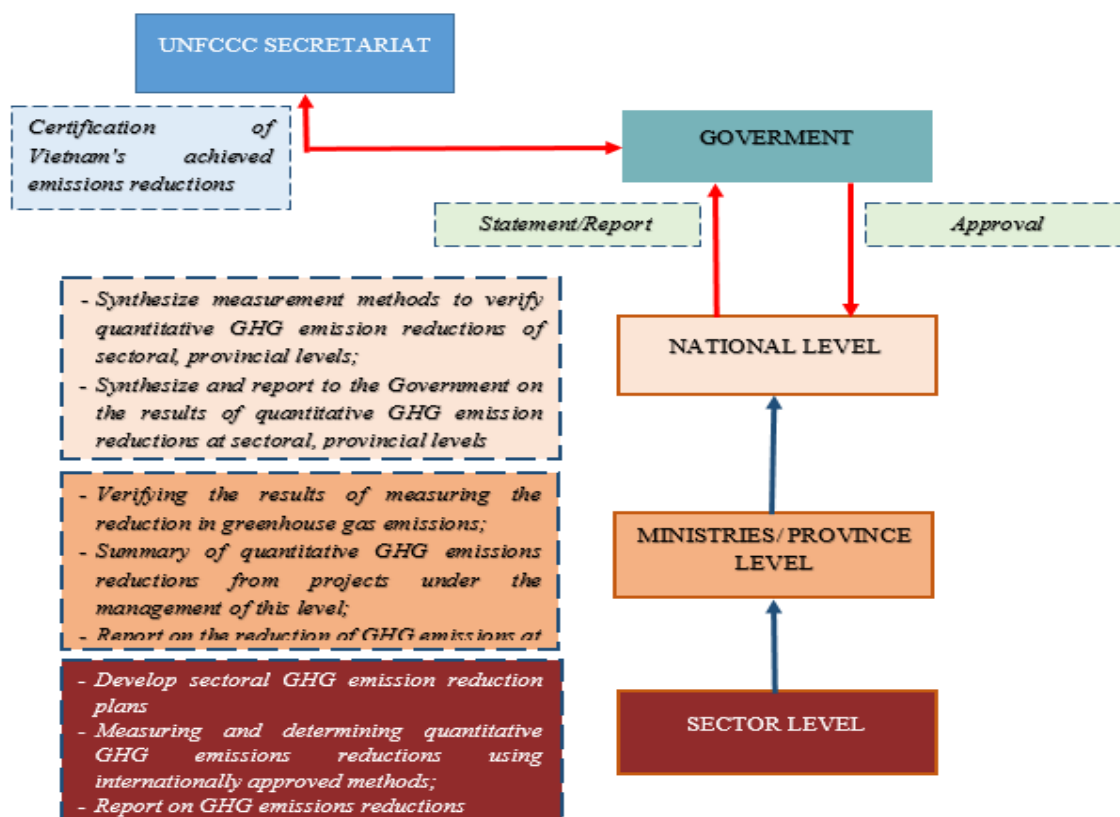 UNFCCC SECRETARIAT
Certification of
Vietnam's achieved
emissions reductions
GOVERMENT
Statement/Report
Approval
- Synthesize measurement methods to verify
quantitative GHG emission reductions of
sectoral, provincial levels;
- Synthesize and report to the Government on
the results of quantitative GHG emission
reductions at sectoral, provincial levels
NATIONAL LEVEL
- Verifying the results of measuring the
reduction in greenhouse gas emissions;
- Summary of quantitative GHG emissions
reductions from projects under the
management of this level;
- Report on the reduction of GHG emissions at
MINISTRIES/ PROVINCE
LEVEL
- Develop sectoral GHG emission reduction
plans
- Measuring and determining quantitative
GHG emissions reductions using
internationally approved methods;
- Report on GHG emissions reductions
SECTOR LEVEL